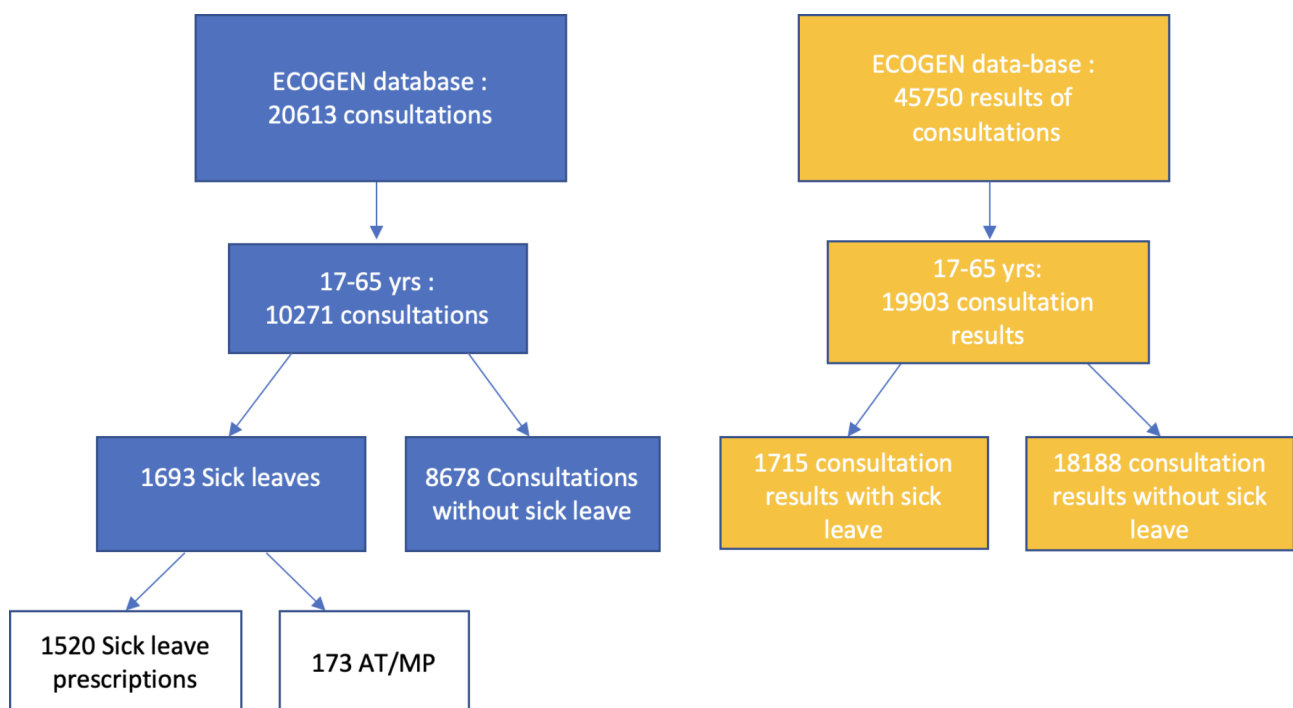 ECOGEN database :
20613 consultations
17-65 yrs :
10271 consultations
1693 Sick leaves
8678 Consultations
without sick leave
1520 Sick leave
prescriptions
173 AT/MP
ECOGEN data-base :
45750 results of
consultations
17-65 yrs:
19903 consultation
results
1715 consultation
results with sick
leave
18188 consultation
results without sick
leave